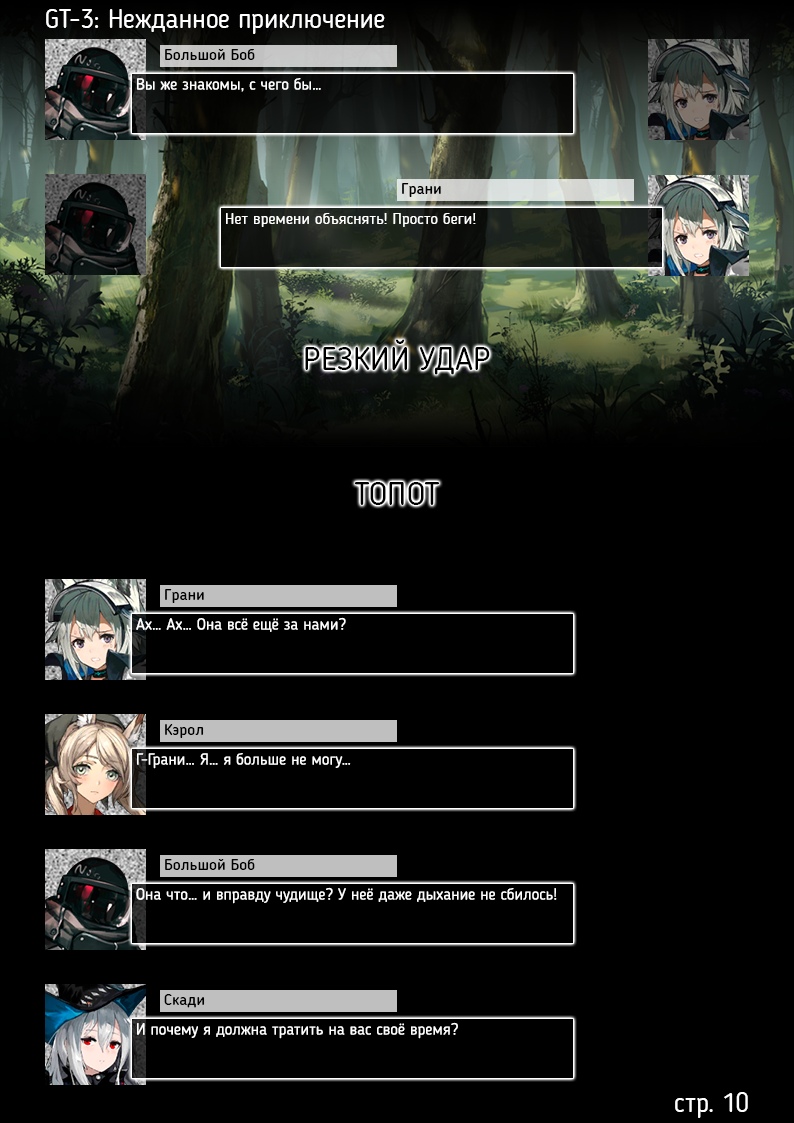 GT-3: Нежданное приключение
Большой Боб
Вы же знакомы, с чего бы...
Грани
Нет времени объяснять! Просто беги!
РЕЗКИЙ УДАР
ТОПОТ
Грани
Ах... Ах... Она всё ещё за нами?
Кэрол
Г-Грани... Я... я больше не могу...
Большой Боб
Она что... и вправду чудище? У неё даже дыхание не сбилось!
Скади
И почему я должна тратить на вас своё время?
стр. 10